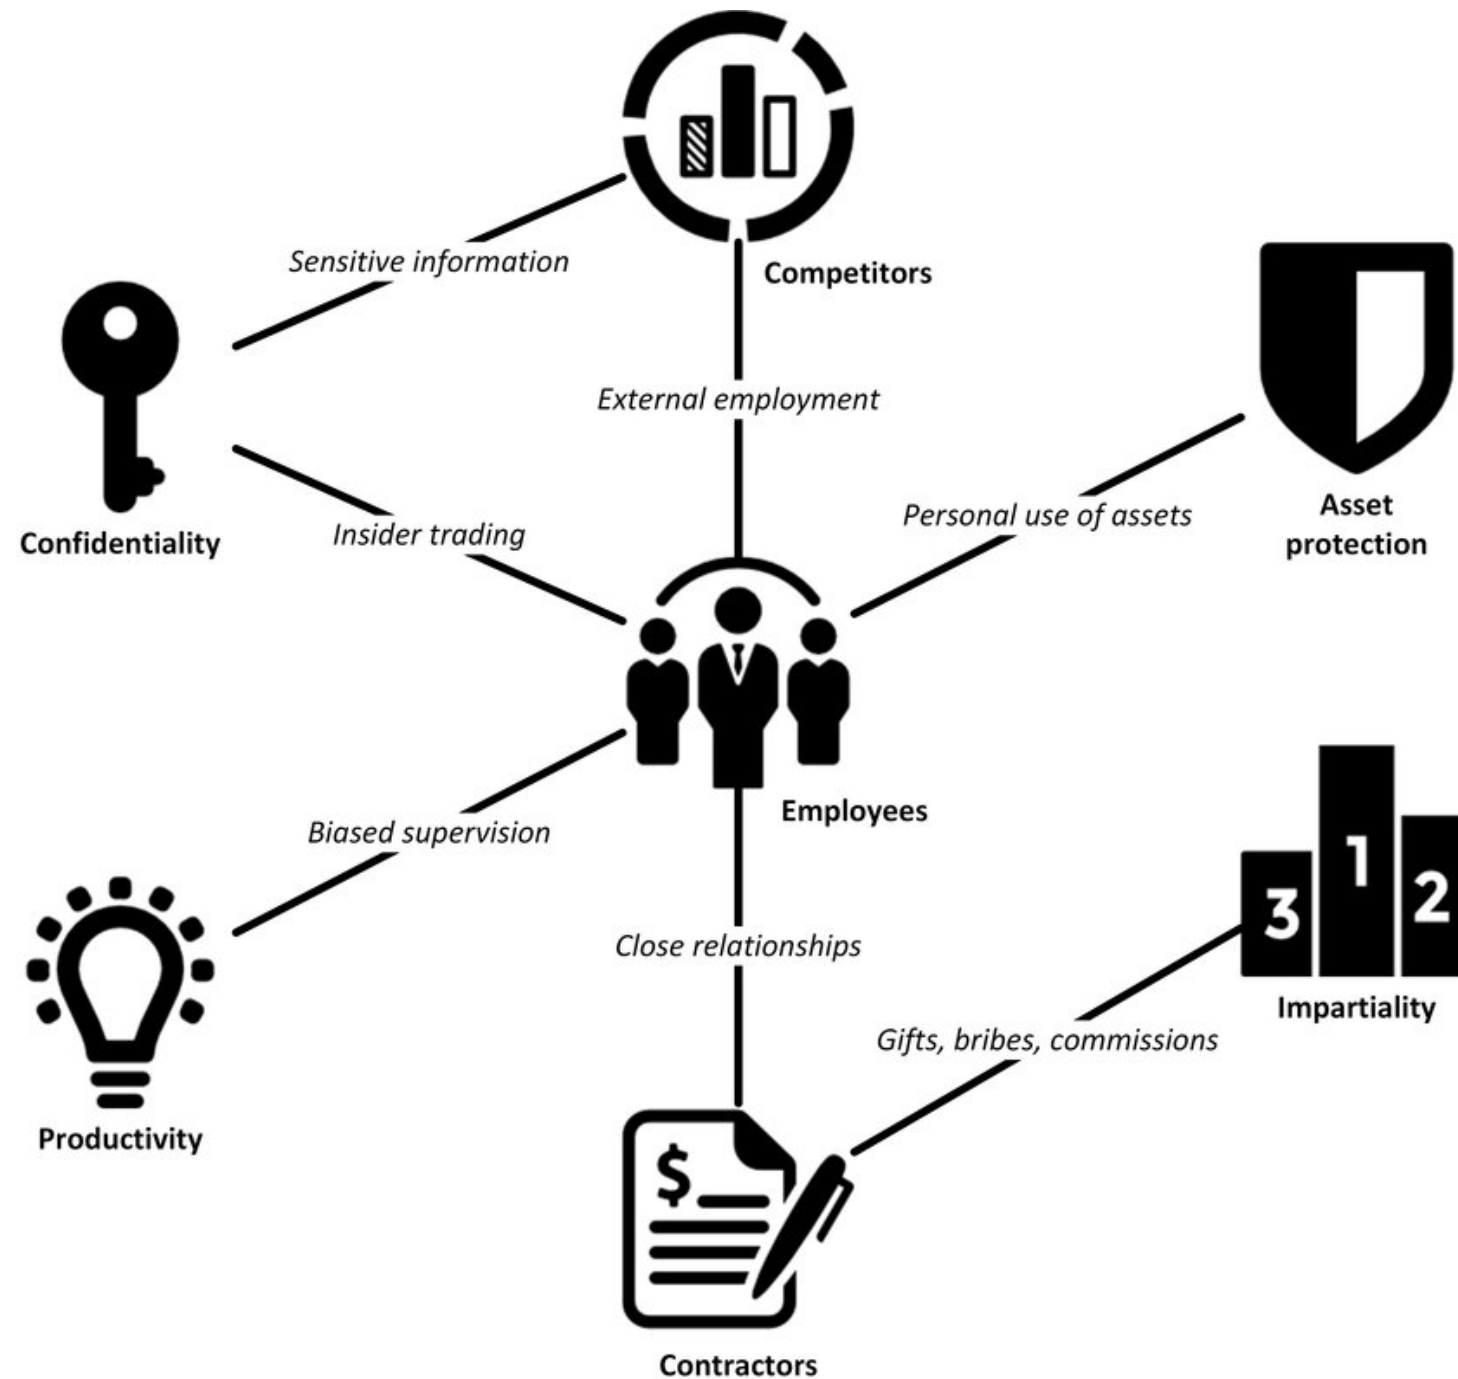 Sensitive information
Competitors
External employment
Personal use of assets
Asset
protection
Insider trading
Confidentiality
Employees
Biased supervision
3
1
2
Close relationships
Impartiality
Gifts, bribes, commissions
Productivity
$
Contractors